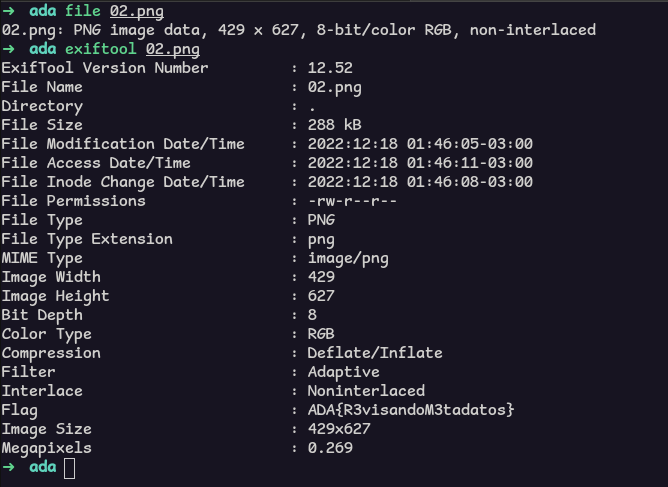 → ada file 02.png
02.png: PNG image data, 429 x 627, 8-bit/color RGB, non-interlaced
→ ada exiftool 02.png
ExifTool Version Number : 12.52
File Name : 02.png
Directory : .
File Size : 288 kB
File Modification Date/Time : 2022:12:18 01:46:05-03:00
File Access Date/Time : 2022:12:18 01:46:11-03:00
File Inode Change Date/Time : 2022:12:18 01:46:08-03:00
File Permissions : -rw-r--r--
File Type : PNG
File Type Extension : png
MIME Type : image/png
Image Width : 429
Image Height : 627
Bit Depth : 8
Color Type : RGB
Compression : Deflate/Inflate
Filter : Adaptive
Interlace : Noninterlaced
Flag : ADA{R3visandoM3tadatos}
Image Size : 429x627
Megapixels : 0.269
→ ada